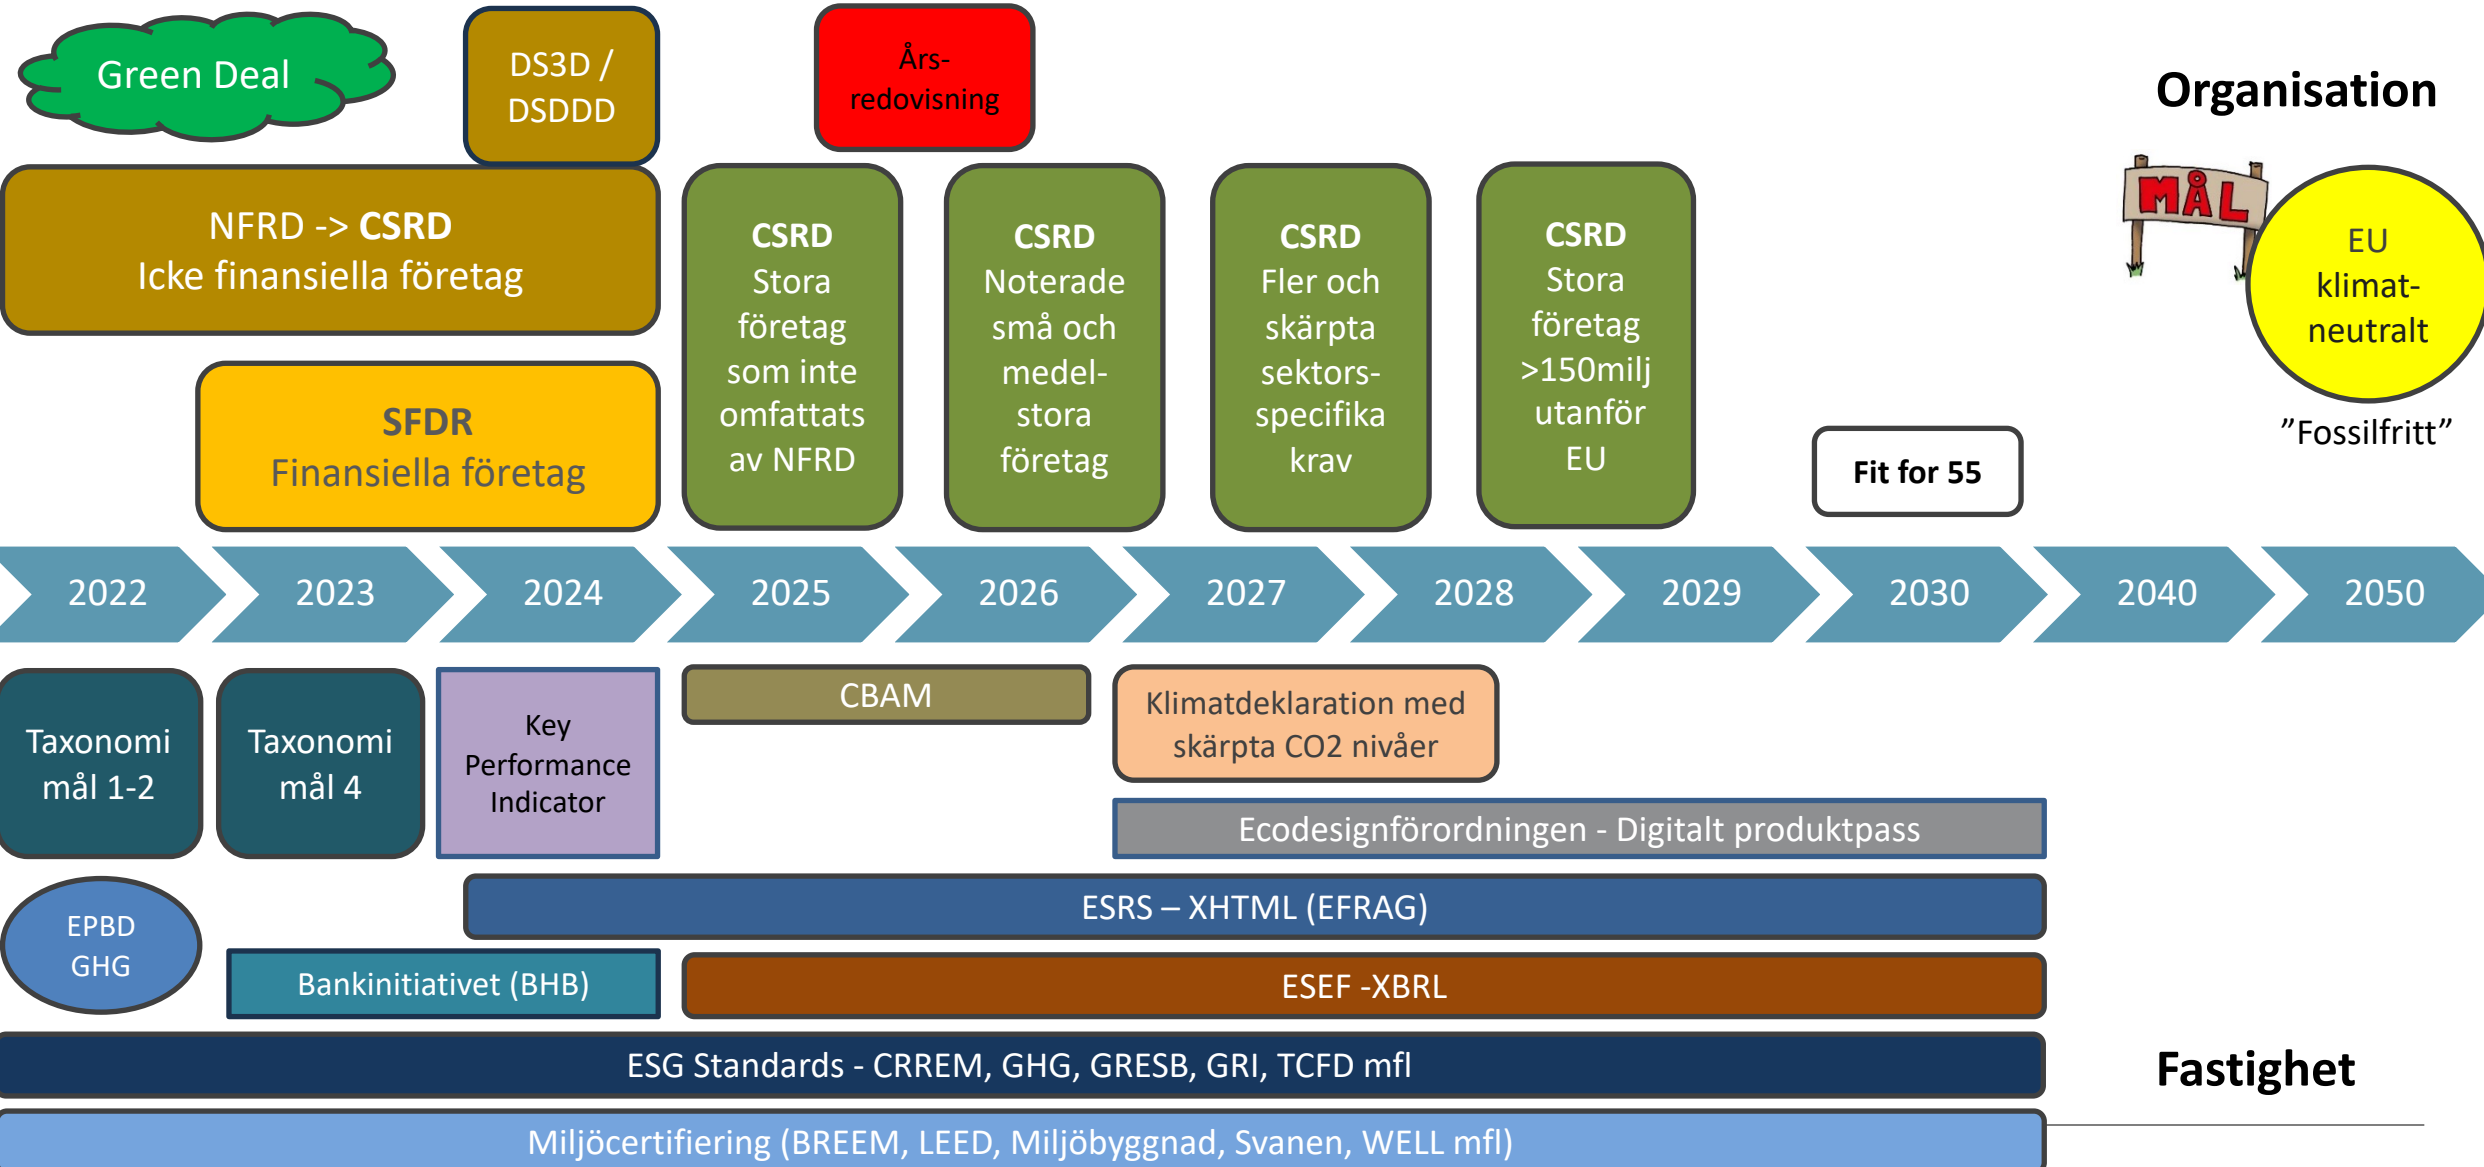 Green Deal
DS3D /
DSDDD
Års-
redovisning
Organisation
NFRD -> CSRD
Icke finansiella företag
SFDR
Finansiella företag
CSRD
Stora
företag
som inte
omfattats
av NFRD
CSRD
Noterade
små och
medel-
stora
företag
CSRD
Fler och
skärpta
sektors-
specifika
krav
CSRD
Stora
företag
>150milj
utanför
EU
Fit for 55
MÅL
EU
klimat-
neutralt
”Fossilfritt”
2022
2023
2024
2025
2026
2027
2028
2029
2030
2040
2050
Taxonomi
mål 1-2
Taxonomi
mål 4
Key
Performance
Indicator
CBAM
Klimatdeklaration med
skärpta CO2 nivåer
Ecodesignförordningen - Digitalt produktpass
EPBD
GHG
ESRS – XHTML (EFRAG)
Bankinitiativet (BHB)
ESEF -XBRL
ESG Standards - CRREM, GHG, GRESB, GRI, TCFD mfl
Fastighet
Miljöcertifiering (BREEM, LEED, Miljöbyggnad, Svanen, WELL mfl)